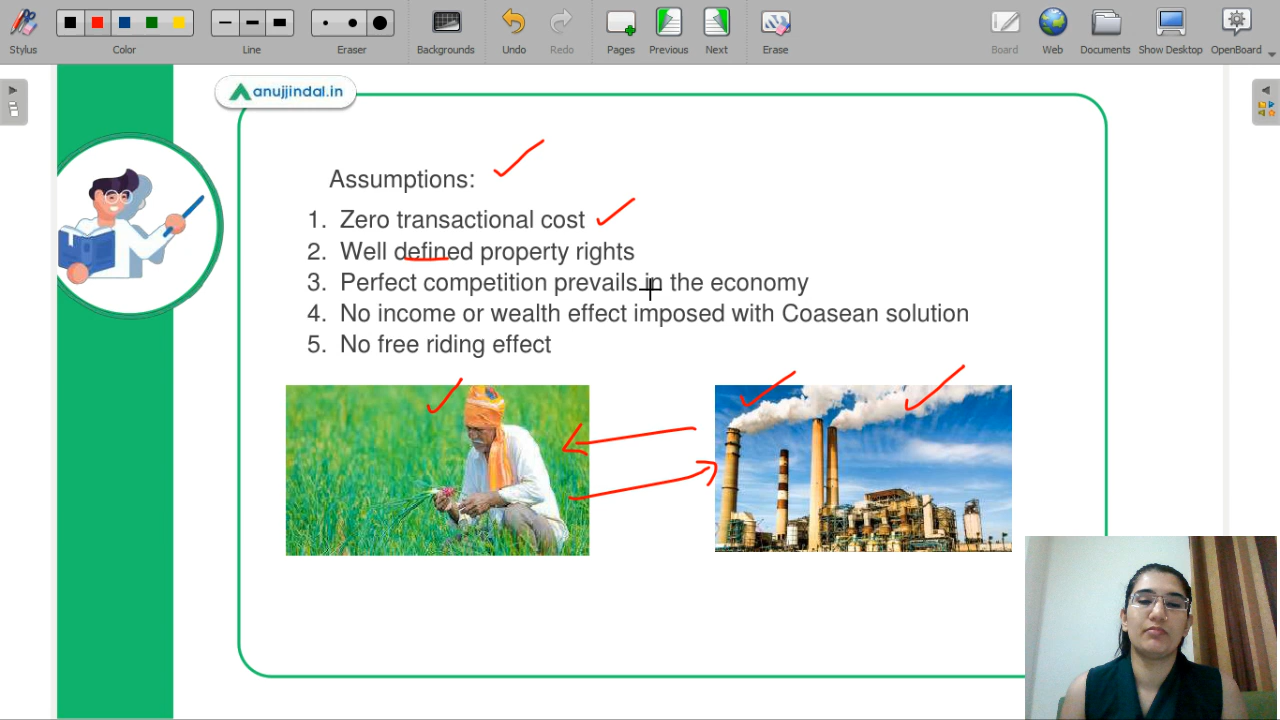 Stylus
Color
Line
Eraser
Backgrounds
Undo
Redo
Pages
Previous
Next
Erase
Board
Web
Documents
Show Desktop
OpenBoard
anujjindal.in
Assumptions:
1. Zero transactional cost
2. Well defined property rights
3. Perfect competition prevails in the economy
4. No income or wealth effect imposed with Coasean solution
5. No free riding effect